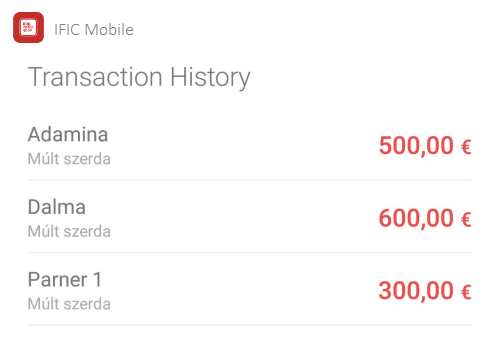 IFIC Mobile
Transaction History
Adamina
500,00 €
Múlt szerda
Dalma
600,00 €
Múlt szerda
Parner 1
300,00 €
Múlt szerda